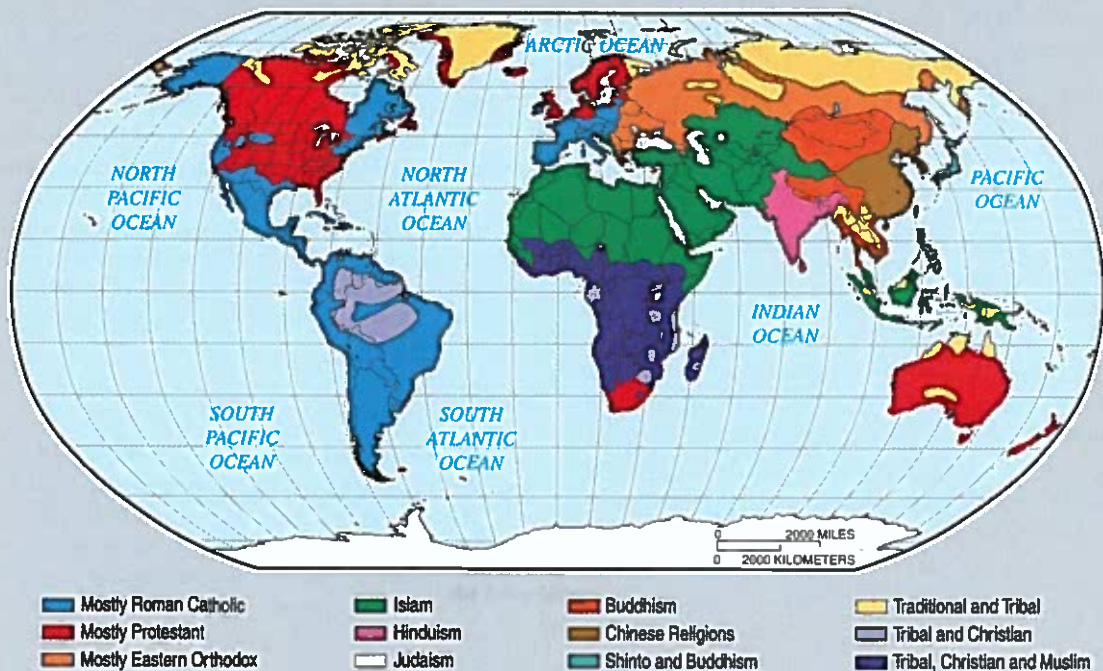 ARCTIC OCEAN
NORTH
PACIFIC
OCEAN
NORTH
ATLANTIC
OCEAN
PACIFIC
OCEAN
INDIAN
OCEAN
SOUTH
PACIFIC
OCEAN
SOUTH
ATLANTIC
OCEAN
0 2000 MILES
0 2000 KILOMETERS
Mostly Roman Catholic
Mostly Protestant
Mostly Eastern Orthodox
Islam
Hinduism
Judaism
Buddhism
Chinese Religions
Shinto and Buddhism
Traditional and Tribal
Tribal and Christian
Tribal, Christian and Muslim